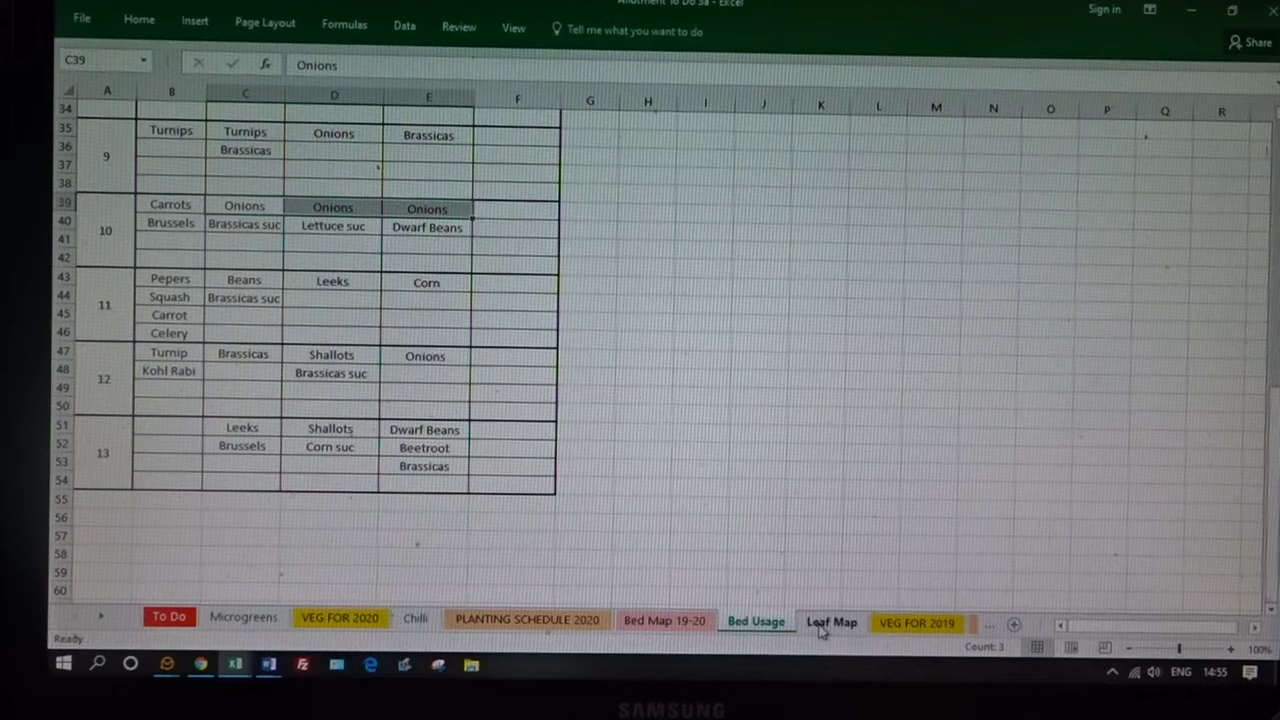 Allotment To Do 3a - Excel
Sign in
File Home Insert Page Layout Formulas Data Review View Tell me what you want to do
Share
C39 fx Onions
A B C D E F G H I J K L M N O P Q R
34
35 Turnips Turnips Onions Brassicas
36 Brassicas
9
37
38
39 Carrots Onions Onions Onions
40 Brussels Brassicas suc Lettuce suc Dwarf Beans
10
41
42
43 Pepers Beans Leeks Corn
44 Squash Brassicas suc
11
45 Carrot
46 Celery
47 Turnip Brassicas Shallots Onions
48 Kohl Rabi Brassicas suc
12
49
50
51 Leeks Shallots Dwarf Beans
52 Brussels Corn suc Beetroot
13
53 Brassicas
54
55
56
57
58
59
60
To Do Microgreens VEG FOR 2020 Chilli PLANTING SCHEDULE 2020 Bed Map 19-20 Bed Usage Leaf Map VEG FOR 2019 ...
Ready Count: 3 100%
ENG 14:55
SAMSUNG